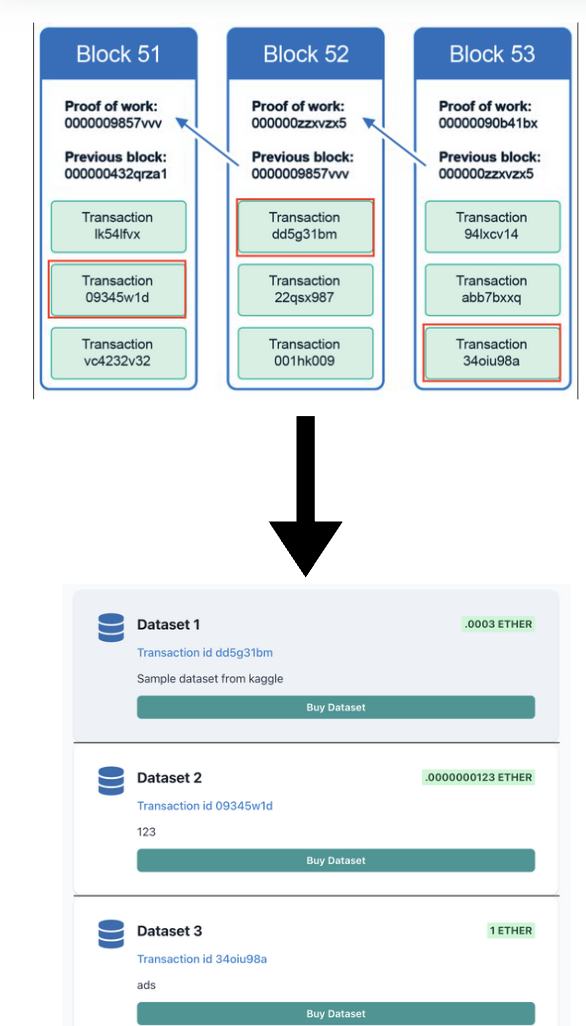 Block 51
Proof of work:
0000009857vvv
Previous block:
000000432qrza1
Transaction
lk54lfvx
Transaction
09345w1d
Transaction
vc4232v32
Block 52
Proof of work:
000000zzxvzx5
Previous block:
0000009857vvv
Transaction
dd5g31bm
Transaction
22qsx987
Transaction
001hk009
Block 53
Proof of work:
00000090b41bx
Previous block:
000000zzxvzx5
Transaction
94lxcv14
Transaction
abb7bxxq
Transaction
34oiu98a
Dataset 1
.0003 ETHER
Transaction id dd5g31bm
Sample dataset from kaggle
Buy Dataset
Dataset 2
.0000000123 ETHER
Transaction id 09345w1d
123
Buy Dataset
Dataset 3
1 ETHER
Transaction id 34oiu98a
ads
Buy Dataset